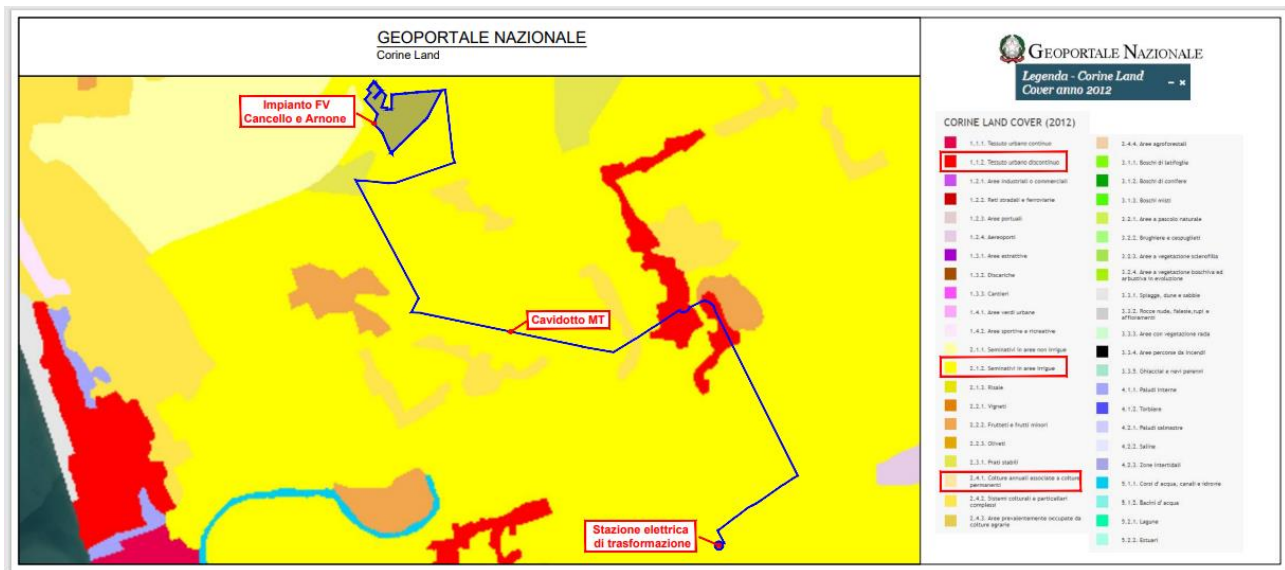 GEOPORTALE NAZIONALE
Corine Land
Impianto FV
Cancello e Arnone
Cavidotto MT
Stazione elettrica
di trasformazione
GEOPORTALE NAZIONALE
Legenda - Corine Land
Cover anno 2012
CORINE LAND COVER (2012)
1.1.1. Tessuto urbano continuo
1.1.2. Tessuto urbano discontinuo
1.2.1. Aree industriali o commerciali
1.2.2. Reti stradali e ferroviarie
1.2.3. Aree portuali
1.2.4. Aereoporti
1.3.1. Aree estrattive
1.3.2. Discariche
1.3.3. Cantieri
1.4.1. Aree verdi urbane
1.4.2. Aree sportive e ricreative
2.1.1. Seminativi in aree non irrigue
2.1.2. Seminativi in aree irrigue
2.1.3. Risaie
2.2.1. Vigneti
2.2.2. Frutteti e frutti minori
2.2.3. Oliveti
2.3.1. Prati stabili
2.4.1. Colture annuali associate a colture
permanenti
2.4.2. Sistemi colturali e particellari
complessi
2.4.3. Aree prevalentemente occupate da
colture agrarie
2.4.4. Aree agroforestali
3.1.1. Boschi di latifoglie
3.1.2. Boschi di conifere
3.1.3. Boschi misti
3.2.1. Aree a pascolo naturale
3.2.2. Brughiere e cespuglieti
3.2.3. Aree a vegetazione sclerofilla
3.2.4. Aree a vegetazione boschiva ed
arbustiva in evoluzione
3.3.1. Spiagge, dune e sabbie
3.3.2. Rocce nude, falesie, rupi e
affioramenti
3.3.3. Aree con vegetazione rada
3.3.4. Aree percorse da incendi
3.3.5. Ghiacciai e nevi perenni
4.1.1. Paludi interne
4.1.2. Torbiere
4.2.1. Paludi salmastre
4.2.2. Saline
4.2.3. Zone intertidali
5.1.1. Corsi d'acqua, canali e idrovie
5.1.2. Bacini d'acqua
5.2.1. Lagune
5.2.2. Estuari